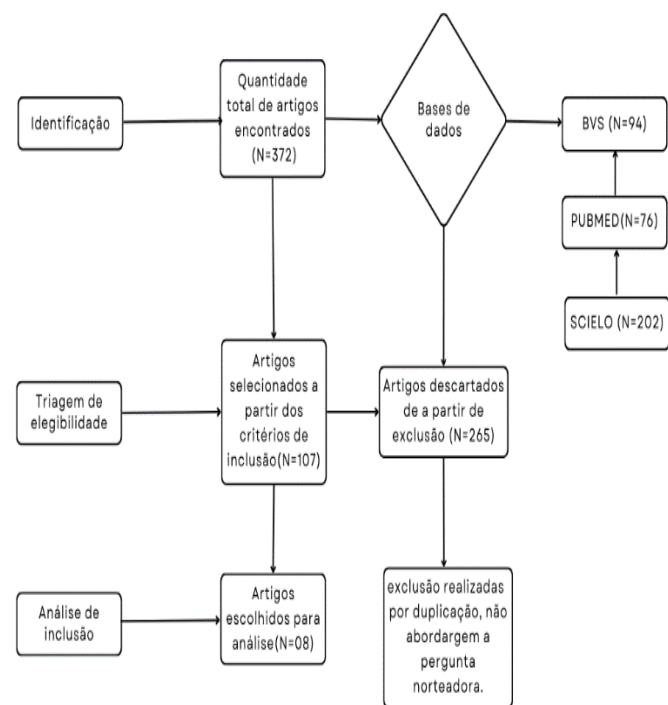 Identificação
Quantidade
total de artigos
encontrados
(N=372)
Bases de
dados
BVS (N=94)
PUBMED(N=76)
SCIELO (N=202)
Triagem de
elegibilidade
Artigos
selecionados a
partir dos
critérios de
inclusão(N=107)
Artigos descartados
de a partir de
exclusão (N=265)
Análise de
inclusão
Artigos
escolhidos para
análise(N=08)
exclusão realizadas
por duplicação, não
abordargem a
pergunta
norteadora.